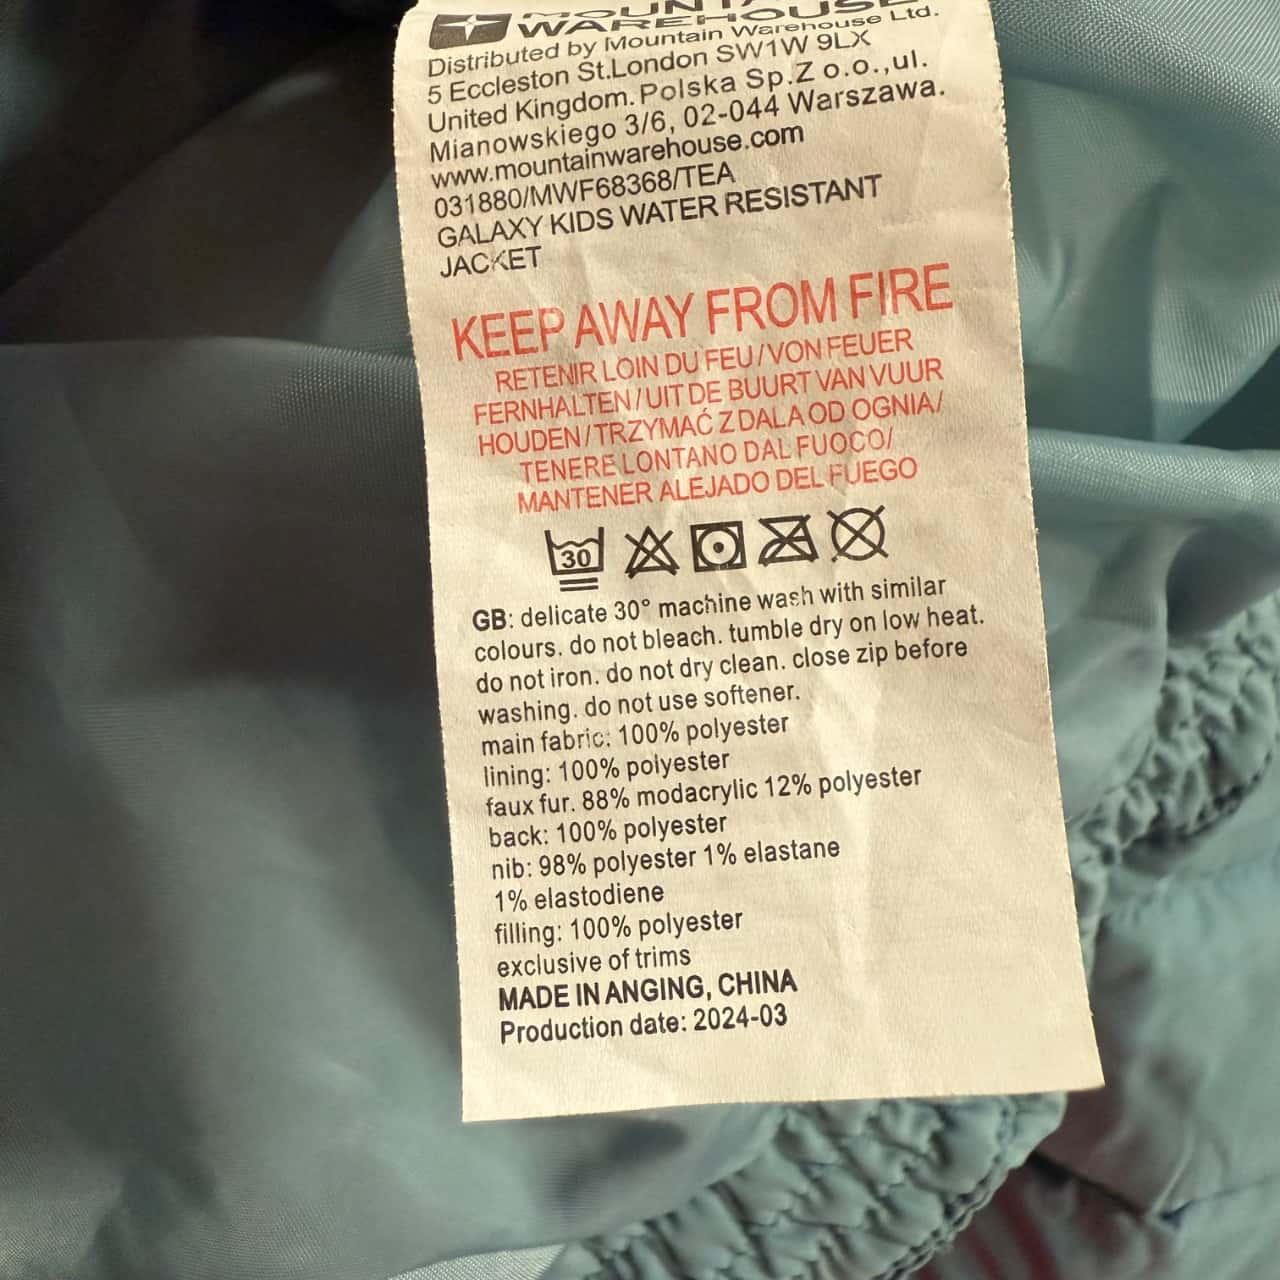 MOUNTAIN
WAREHOUSE
Distributed by Mountain Warehouse Ltd.
5 Eccleston St.London SW1W 9LX
United Kingdom. Polska Sp.Z o.o.,ul.
Mianowskiego 3/6, 02-044 Warszawa.
www.mountainwarehouse.com
031880/MWF68368/TEA
GALAXY KIDS WATER RESISTANT
JACKET
KEEP AWAY FROM FIRE
RETENIR LOIN DU FEU/VON FEUER
FERNHALTEN/UIT DE BUURT VAN VUUR
HOUDEN/TRZYMAĆ Z DALA OD OGNIA/
TENERE LONTANO DAL FUOCO/
MANTENER ALEJADO DEL FUEGO
30
GB: delicate 30° machine wash with similar
colours. do not bleach. tumble dry on low heat.
do not iron. do not dry clean. close zip before
washing. do not use softener.
main fabric: 100% polyester
lining: 100% polyester
faux fur. 88% modacrylic 12% polyester
back: 100% polyester
nib: 98% polyester 1% elastane
1% elastodiene
filling: 100% polyester
exclusive of trims
MADE IN ANGING, CHINA
Production date: 2024-03